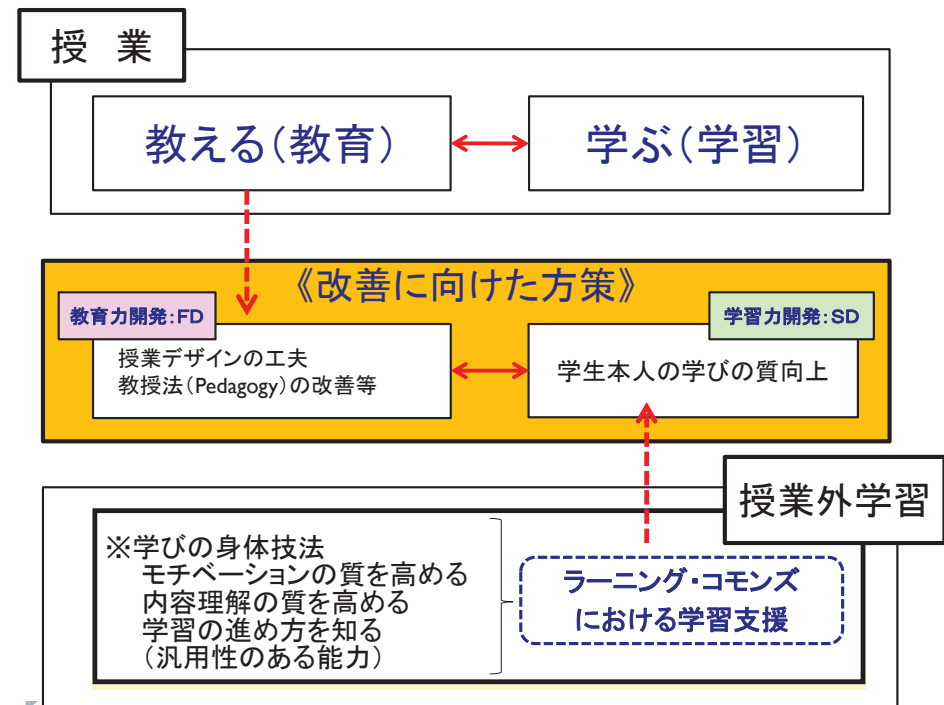 授 業
教える(教育)
学ぶ(学習)
《改善に向けた方策》
教育力開発:FD
学習力開発:SD
授業デザインの工夫
教授法(Pedagogy)の改善等
学生本人の学びの質向上
授業外学習
※学びの身体技法
モチベーションの質を高める
内容理解の質を高める
学習の進め方を知る
(汎用性のある能力)
ラーニング・コモンズ
における学習支援